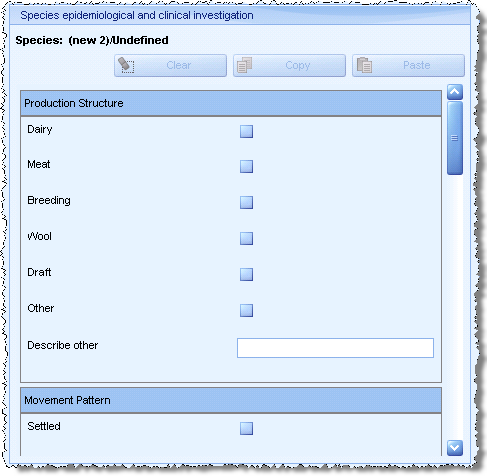 Species epidemiological and clinical investigation
Species: (new 2)/Undefined
Clear Copy Paste
Production Structure
Dairy
Meat
Breeding
Wool
Draft
Other
Describe other
Movement Pattern
Settled